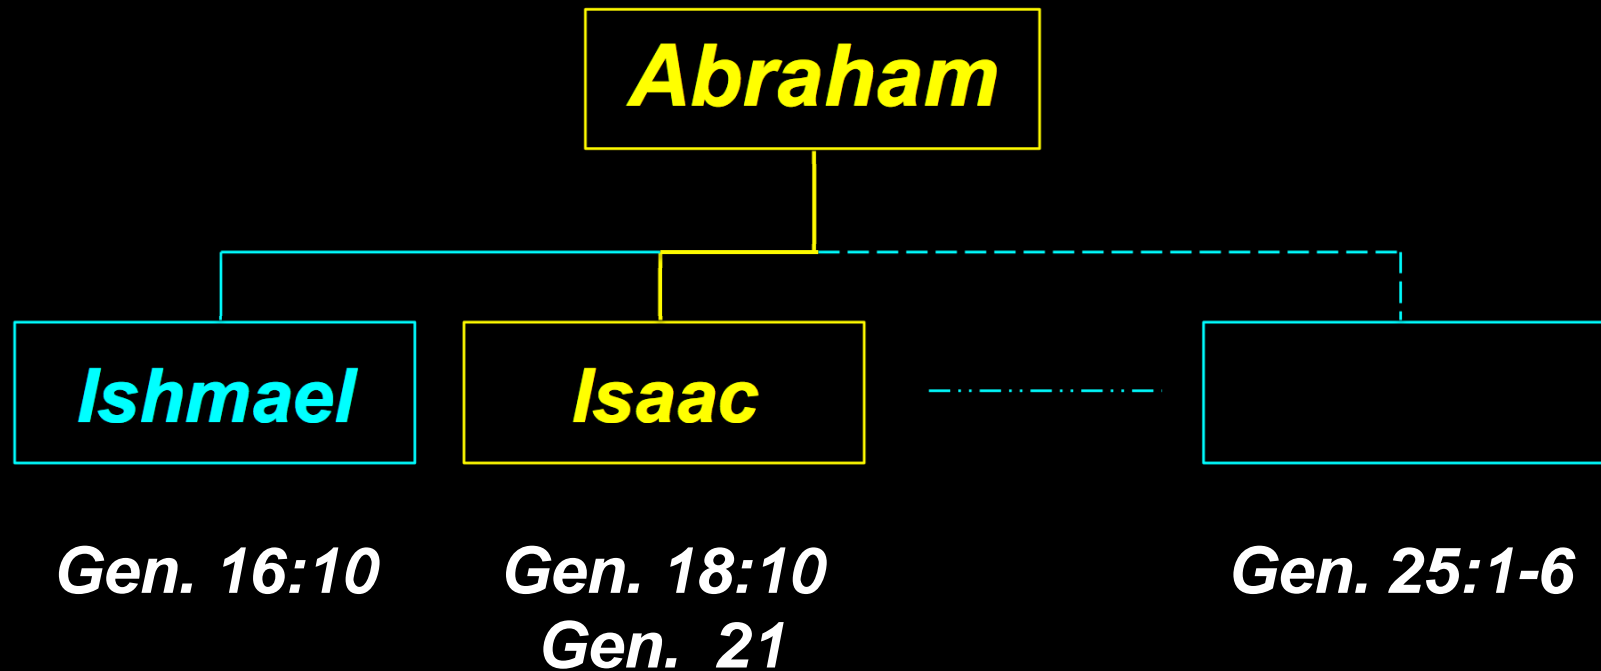 Abraham
Ishmael Isaac
Gen. 16:10 Gen. 18:10 Gen. 25:1-6
Gen. 21